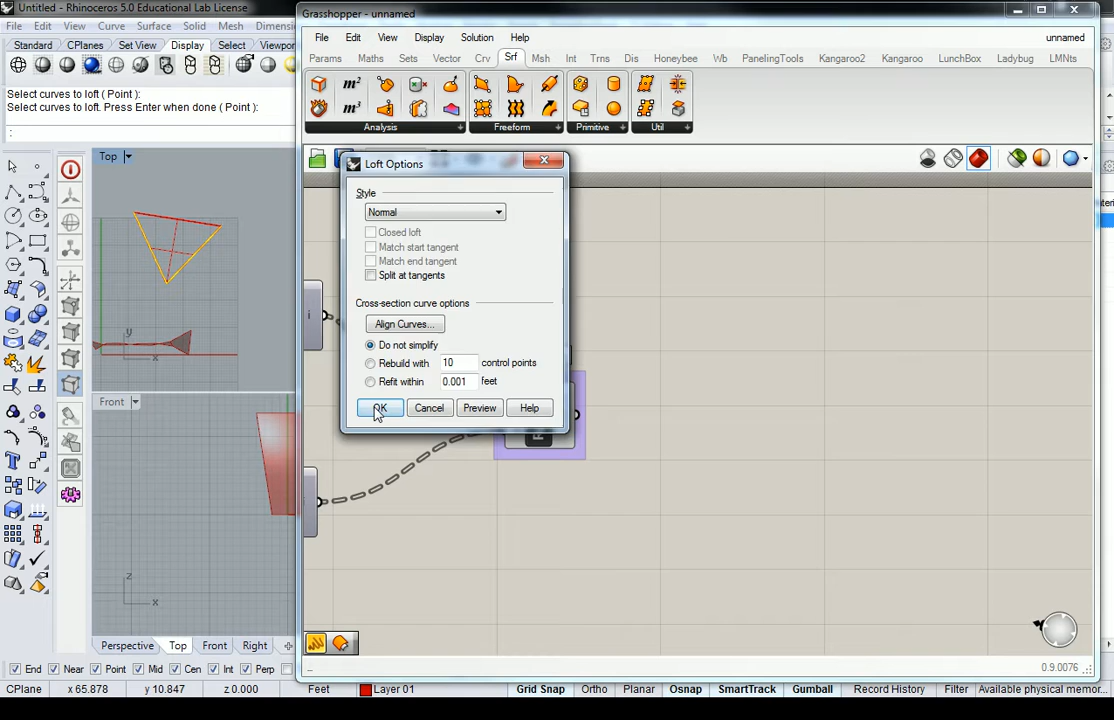 Untitled - Rhinoceros 5.0 Educational Lab License
File Edit View Curve Surface Solid Mesh Dimen
Standard CPlanes Set View Display Select Viewpor
Select curves to loft ( Point ):
Select curves to loft. Press Enter when done ( Point ):
:
Top
y
x
Front
z
x
Perspective Top Front Right
End Near Point Mid Cen Int Perp
CPlane x 65.878 y 10.847 z 0.000 Feet Layer 01 Grid Snap Ortho Planar Osnap SmartTrack Gumball Record History Filter Available physical memor
Grasshopper - unnamed
File Edit View Display Solution Help unnamed
Params Maths Sets Vector Crv Srf Msh Int Trns Dis Honeybee Wb PanelingTools Kangaroo2 Kangaroo LunchBox Ladybug LMNts
m²
m³
Analysis Freeform Primitive Util
Loft Options
Style
Normal
Closed loft
Match start tangent
Match end tangent
Split at tangents
Cross-section curve options
Align Curves...
Do not simplify
Rebuild with 10 control points
Refit within 0.001 feet
OK Cancel Preview Help
i
0.9.0076